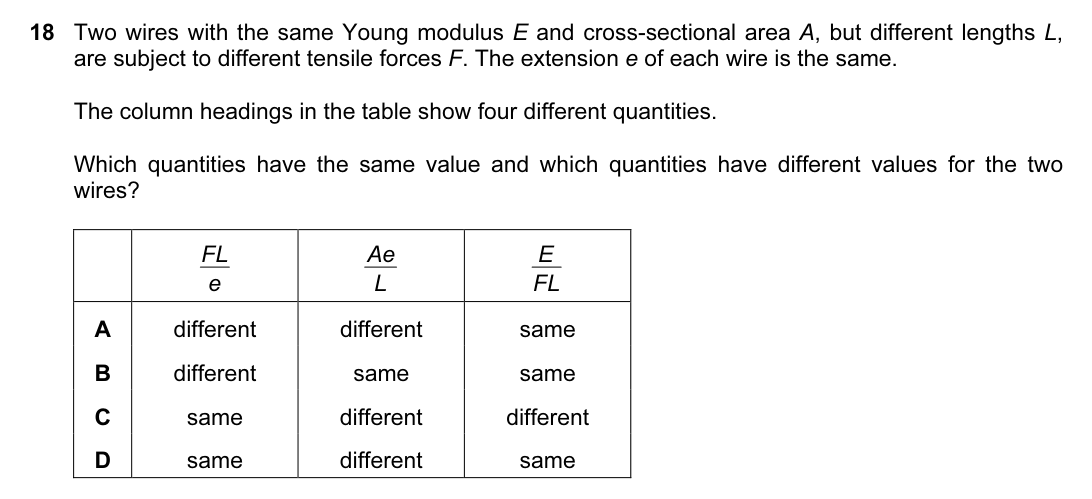 18 Two wires with the same Young modulus E and cross-sectional area A, but different lengths L,
are subject to different tensile forces F. The extension e of each wire is the same.
The column headings in the table show four different quantities.
Which quantities have the same value and which quantities have different values for the two
wires?
FL Ae E
e L FL
A different different same
B different same same
C same different different
D same different same